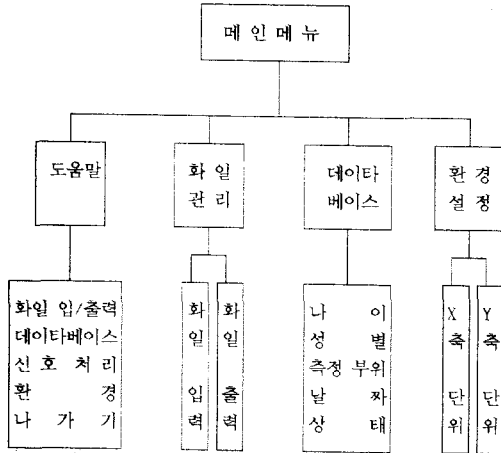 메 인 메 뉴
도움말
화 일
관 리
데이타
베이스
환 경
설 정
화일 입/출력
데이타베이스
신 호 처 리
환 경
나 가 기
화 일 입 력
화 일 출 력
나 이
성 별
측정 부위
날 짜
상 태
X 축 단 위
Y 축 단 위